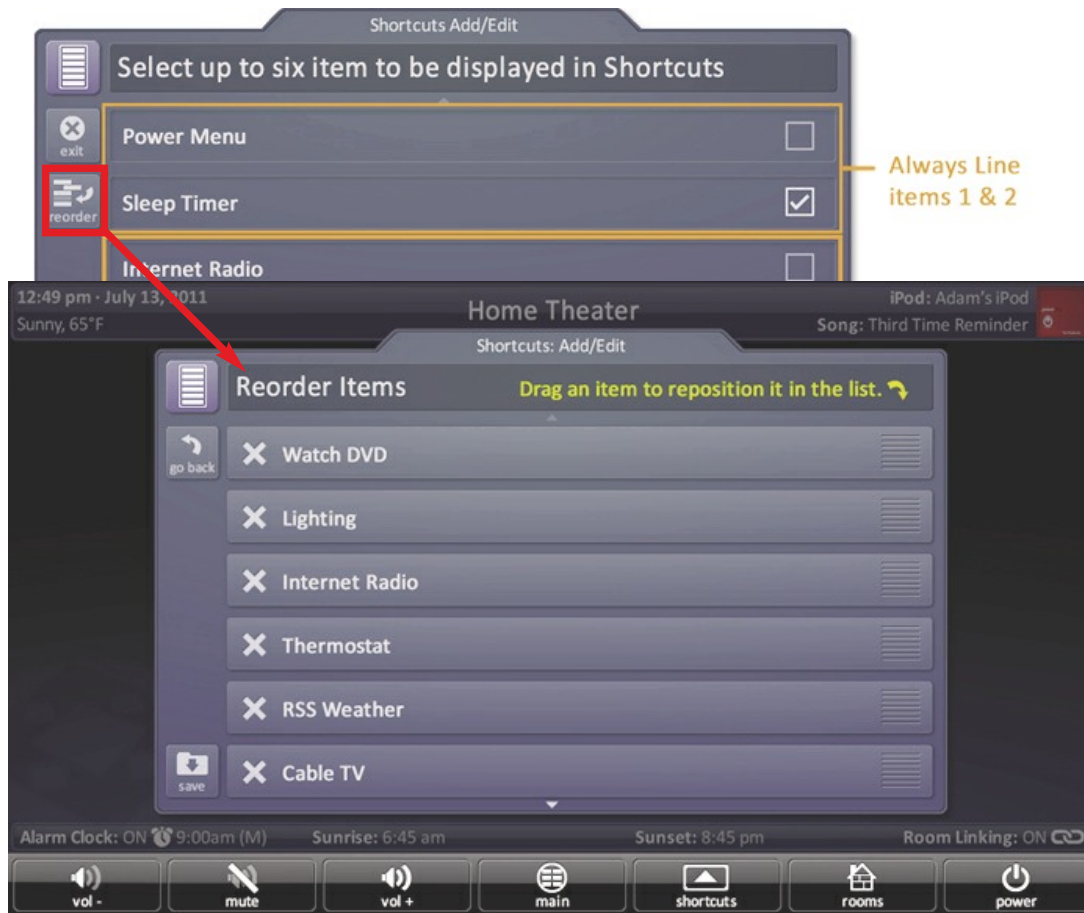 Shortcuts Add/Edit
Select up to six item to be displayed in Shortcuts
exit
Power Menu
reorder
Sleep Timer
Always Line
items 1 & 2
Internet Radio
12:49 pm · July 13, 2011
Sunny, 65°F
Home Theater
iPod: Adam's iPod
Song: Third Time Reminder
Shortcuts: Add/Edit
Reorder Items
Drag an item to reposition it in the list.
go back
Watch DVD
Lighting
Internet Radio
Thermostat
RSS Weather
save
Cable TV
Alarm Clock: ON 9:00am (M)
Sunrise: 6:45 am
Sunset: 8:45 pm
Room Linking: ON
vol -
mute
vol +
main
shortcuts
rooms
power